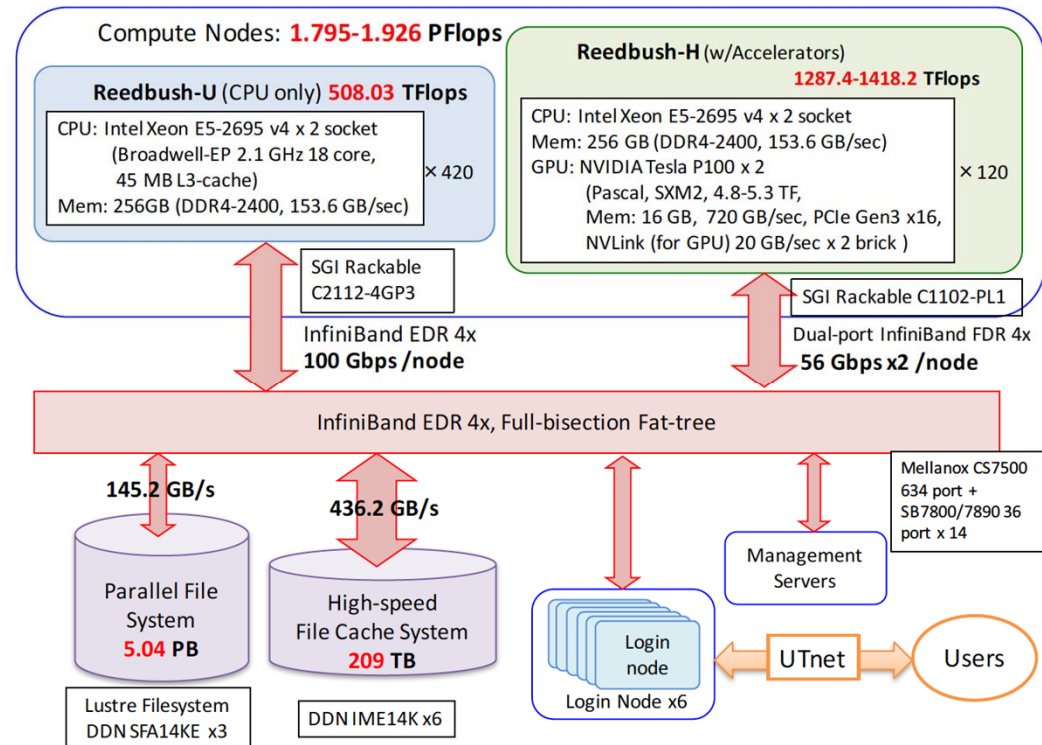 Compute Nodes: 1.795-1.926 PFlops
Reedbush-U (CPU only) 508.03 TFlops
CPU: Intel Xeon E5-2695 v4 x 2 socket
(Broadwell-EP 2.1 GHz 18 core,
45 MB L3-cache)
Mem: 256GB (DDR4-2400, 153.6 GB/sec)
× 420
Reedbush-H (w/Accelerators)
1287.4-1418.2 TFlops
CPU: Intel Xeon E5-2695 v4 x 2 socket
Mem: 256 GB (DDR4-2400, 153.6 GB/sec)
GPU: NVIDIA Tesla P100 x 2
(Pascal, SXM2, 4.8-5.3 TF,
Mem: 16 GB, 720 GB/sec, PCIe Gen3 x16,
NVLink (for GPU) 20 GB/sec x 2 brick )
× 120
SGI Rackable
C2112-4GP3
SGI Rackable C1102-PL1
InfiniBand EDR 4x
100 Gbps /node
Dual-port InfiniBand FDR 4x
56 Gbps x2 /node
InfiniBand EDR 4x, Full-bisection Fat-tree
145.2 GB/s
436.2 GB/s
Mellanox CS7500
634 port +
SB7800/7890 36
port x 14
Parallel File
System
5.04 PB
High-speed
File Cache System
209 TB
Management
Servers
Login
node
Login Node x6
UTnet
Users
Lustre Filesystem
DDN SFA14KE x3
DDN IME14K x6